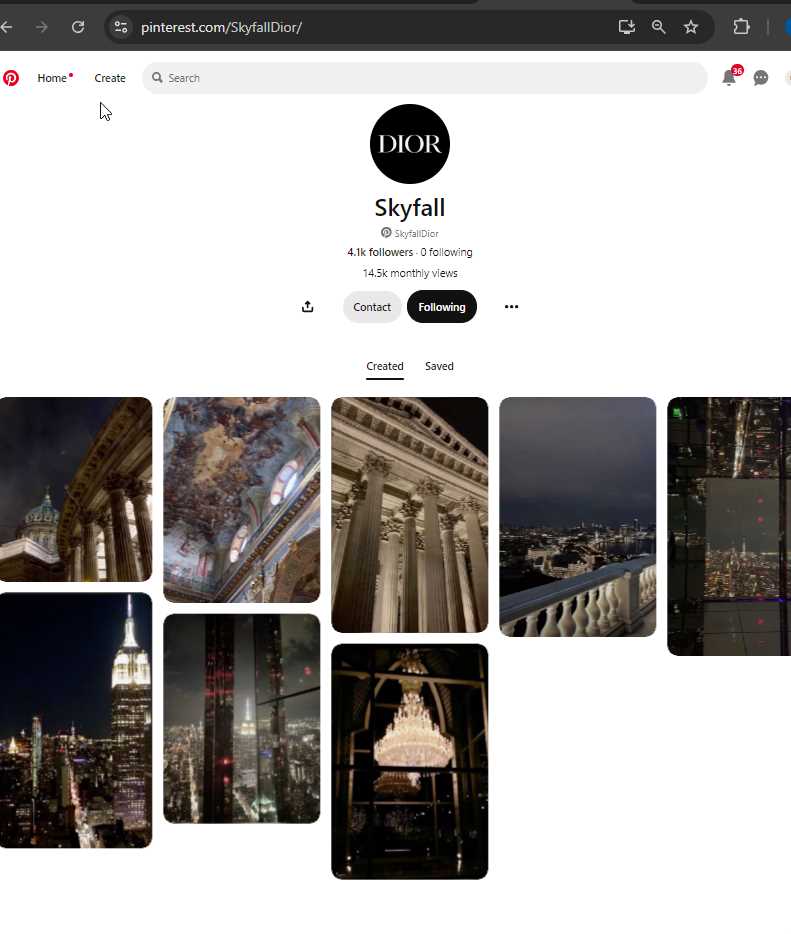 pinterest.com/SkyfallDior/
Home
Create
Search
36
DIOR
Skyfall
SkyfallDior
4.1k followers · 0 following
14.5k monthly views
Contact
Following
Created
Saved